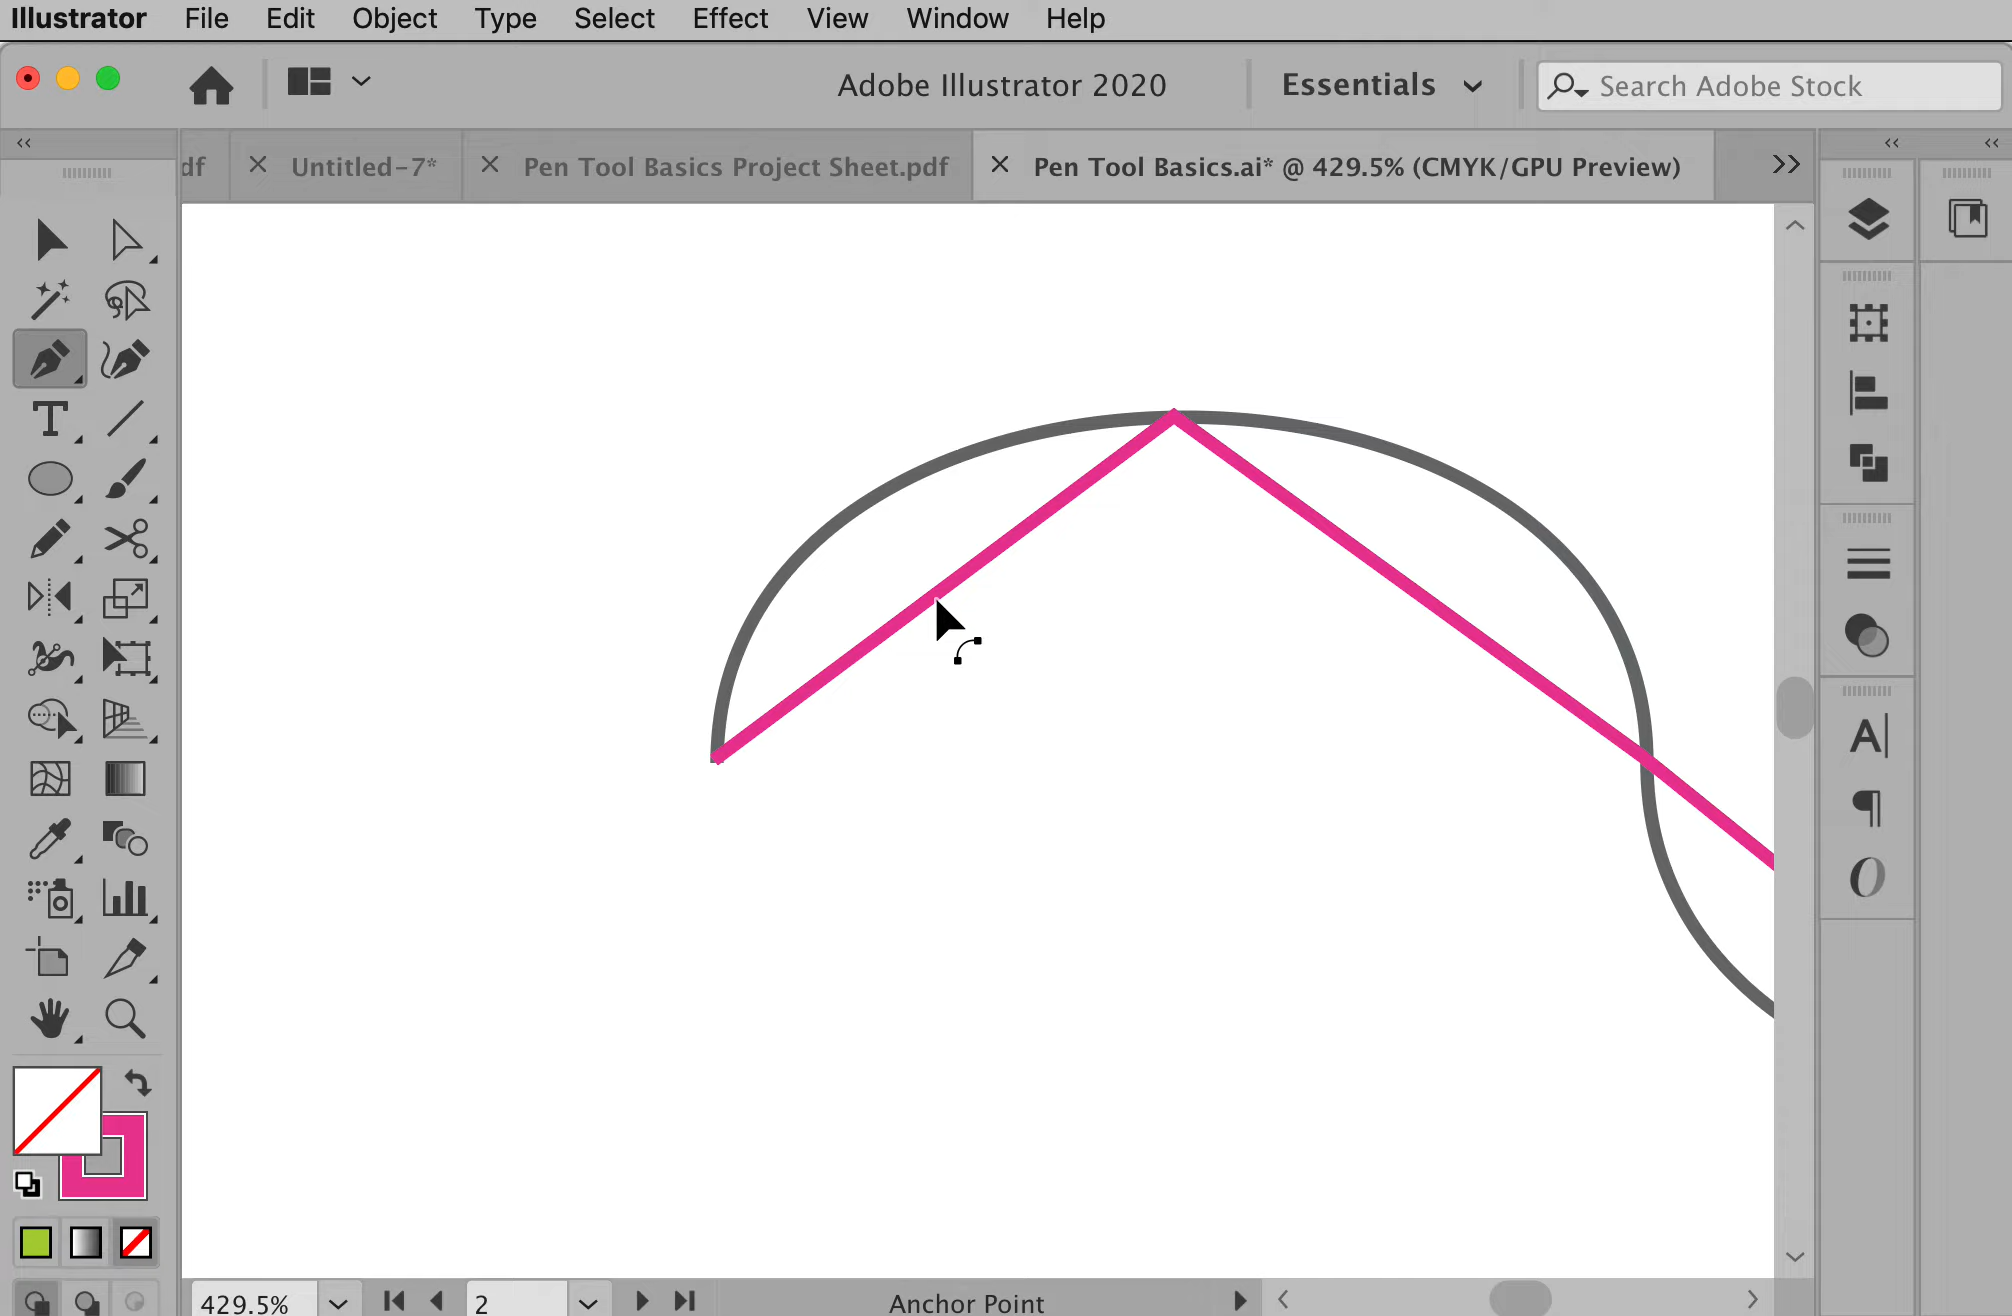 Illustrator File Edit Object Type Select Effect View Window Help
Adobe Illustrator 2020 Essentials Search Adobe Stock
df Untitled-7* Pen Tool Basics Project Sheet.pdf Pen Tool Basics.ai* @ 429.5% (CMYK/GPU Preview)
429.5% 2 Anchor Point